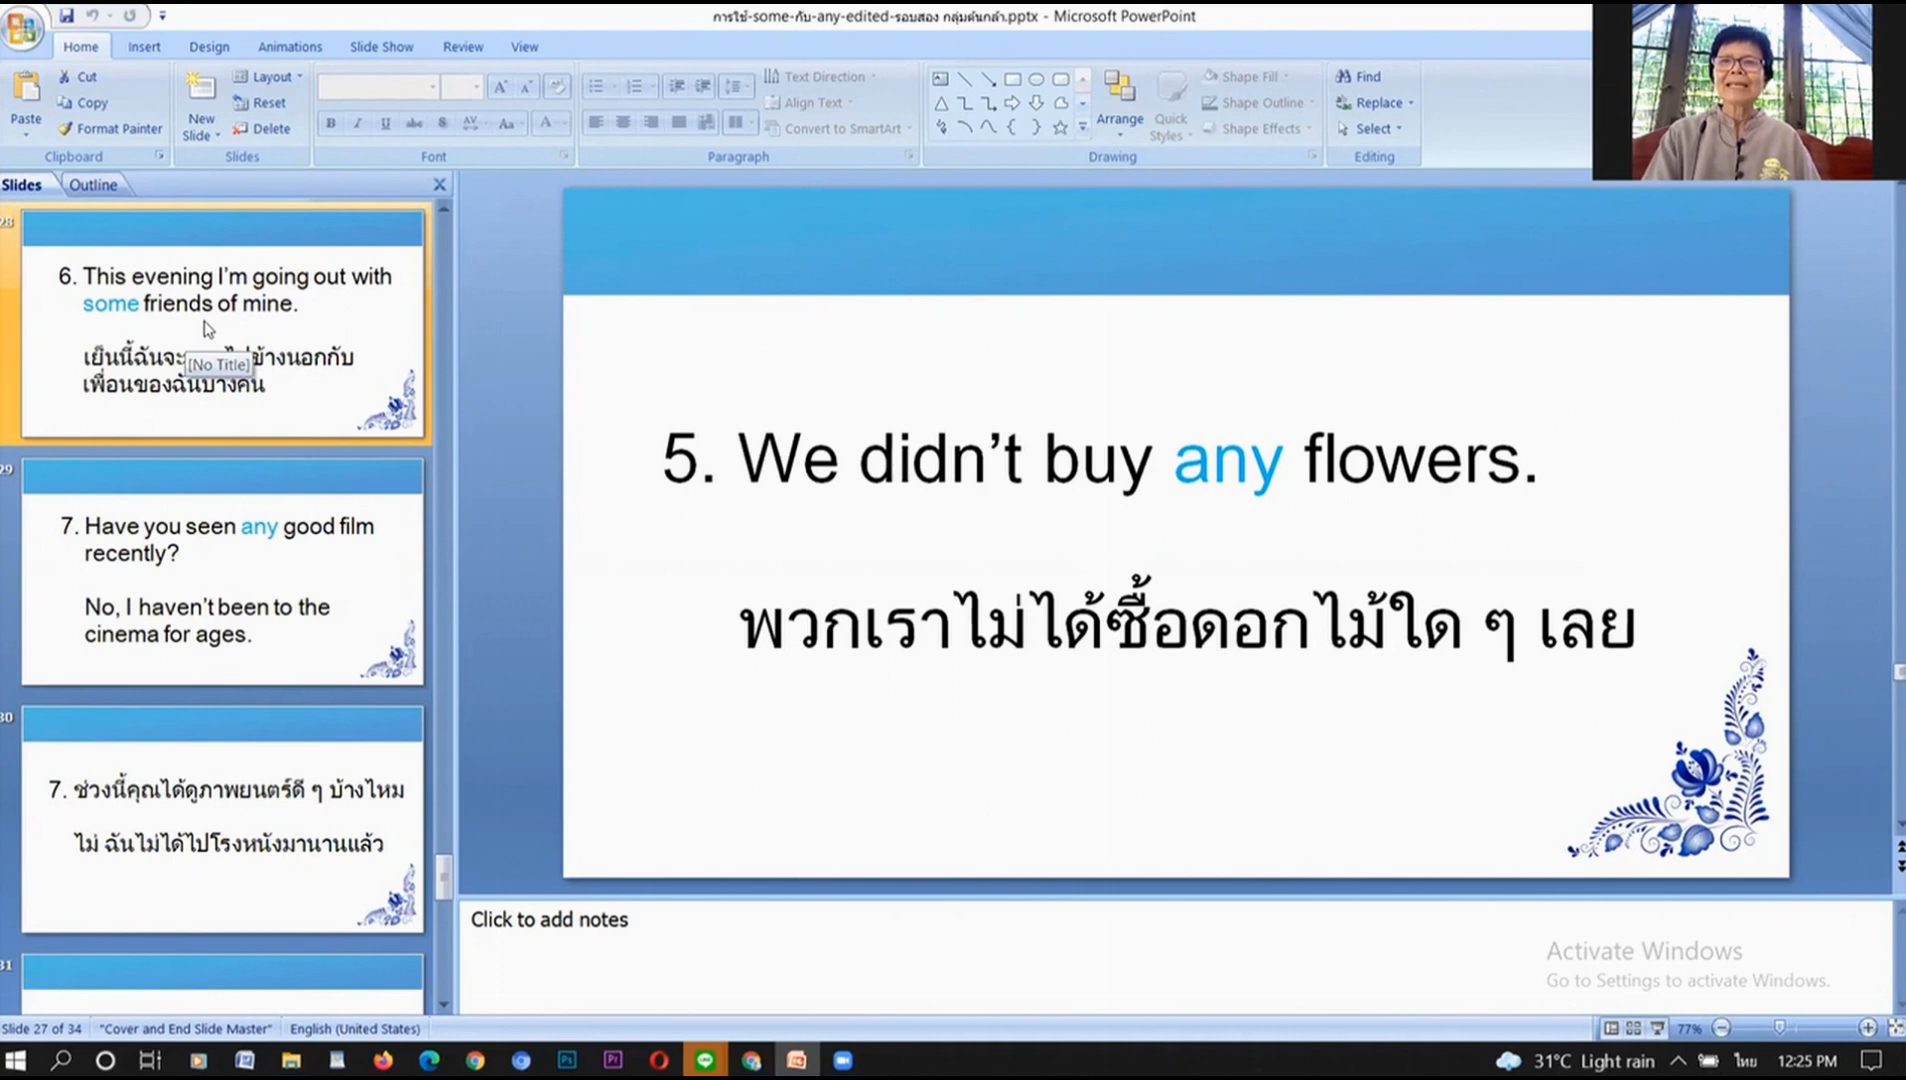 การใช้-some-กับ-any-edited-รอบสอง กลุ่มต้นกล้า.pptx - Microsoft PowerPoint
Home Insert Design Animations Slide Show Review View
Paste
Cut
Copy
Format Painter
Clipboard
New
Slide
Layout
Reset
Delete
Slides
Font
Text Direction
Align Text
Convert to SmartArt
Paragraph
Arrange
Quick
Styles
Shape Fill
Shape Outline
Shape Effects
Drawing
Find
Replace
Select
Editing
Slides Outline
28
6. This evening I'm going out with
some friends of mine.
เย็นนี้ฉันจะ ข้างนอกกับ
[No Title]
เพื่อนของฉันบางคน
29
7. Have you seen any good film
recently?
No, I haven't been to the
cinema for ages.
30
7. ช่วงนี้คุณได้ดูภาพยนตร์ดี ๆ บ้างไหม
ไม่ ฉันไม่ได้ไปโรงหนังมานานแล้ว
31
5. We didn’t buy any flowers.
พวกเราไม่ได้ซื้อดอกไม้ใด ๆ เลย
Click to add notes
Activate Windows
Go to Settings to activate Windows.
Slide 27 of 34 "Cover and End Slide Master" English (United States) 77%
31°C Light rain ไทย 12:25 PM